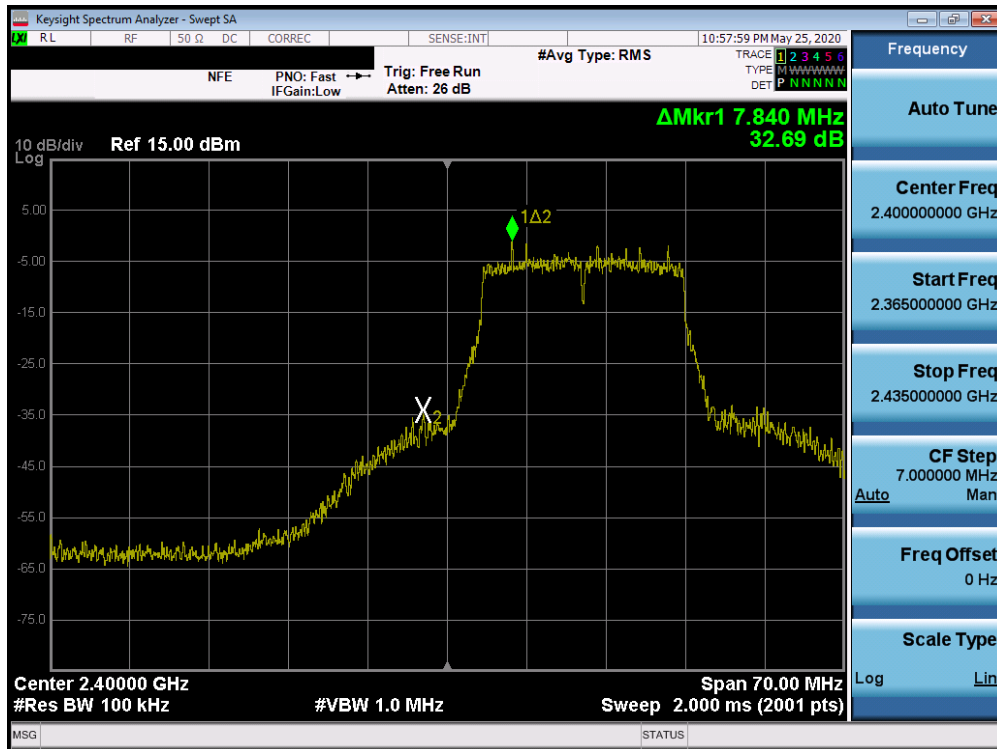 Keysight Spectrum Analyzer - Swept SA
LXI RL RF 50 Ω DC CORREC SENSE:INT 10:57:59 PM May 25, 2020
NFE PNO: Fast Trig: Free Run #Avg Type: RMS TRACE 1 2 3 4 5 6
IFGain:Low Atten: 26 dB TYPE M W W W W W
DET P N N N N N
ΔMkr1 7.840 MHz
32.69 dB
10 dB/div Ref 15.00 dBm
Log
5.00
-5.00
-15.0
-25.0
-35.0
-45.0
-55.0
-65.0
-75.0
1Δ2
X2
Center 2.40000 GHz Span 70.00 MHz
#Res BW 100 kHz #VBW 1.0 MHz Sweep 2.000 ms (2001 pts)
MSG STATUS
Frequency
Auto Tune
Center Freq
2.400000000 GHz
Start Freq
2.365000000 GHz
Stop Freq
2.435000000 GHz
CF Step
7.000000 MHz
Auto Man
Freq Offset
0 Hz
Scale Type
Log Lin